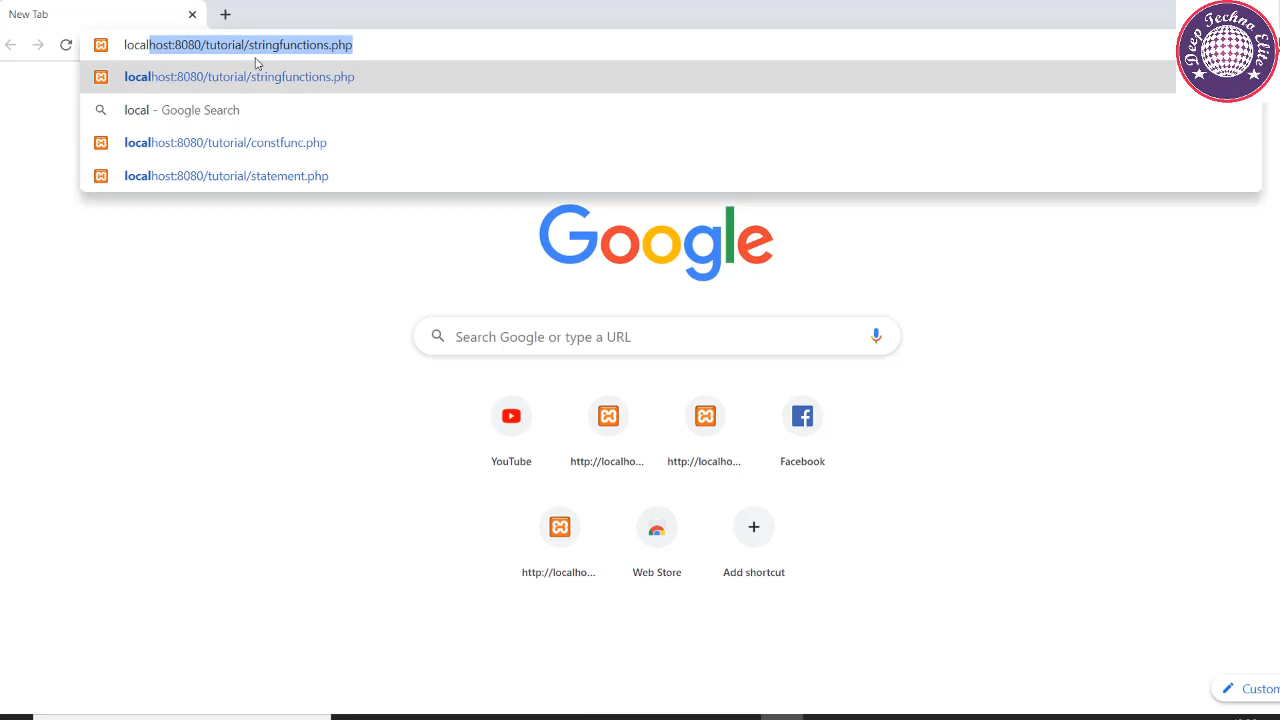 New Tab
localhost:8080/tutorial/stringfunctions.php
localhost:8080/tutorial/stringfunctions.php
local - Google Search
localhost:8080/tutorial/constfunc.php
localhost:8080/tutorial/statement.php
Deep Techno Elite
Google
Search Google or type a URL
YouTube
http://localho...
http://localho...
Facebook
http://localho...
Web Store
Add shortcut
Custom